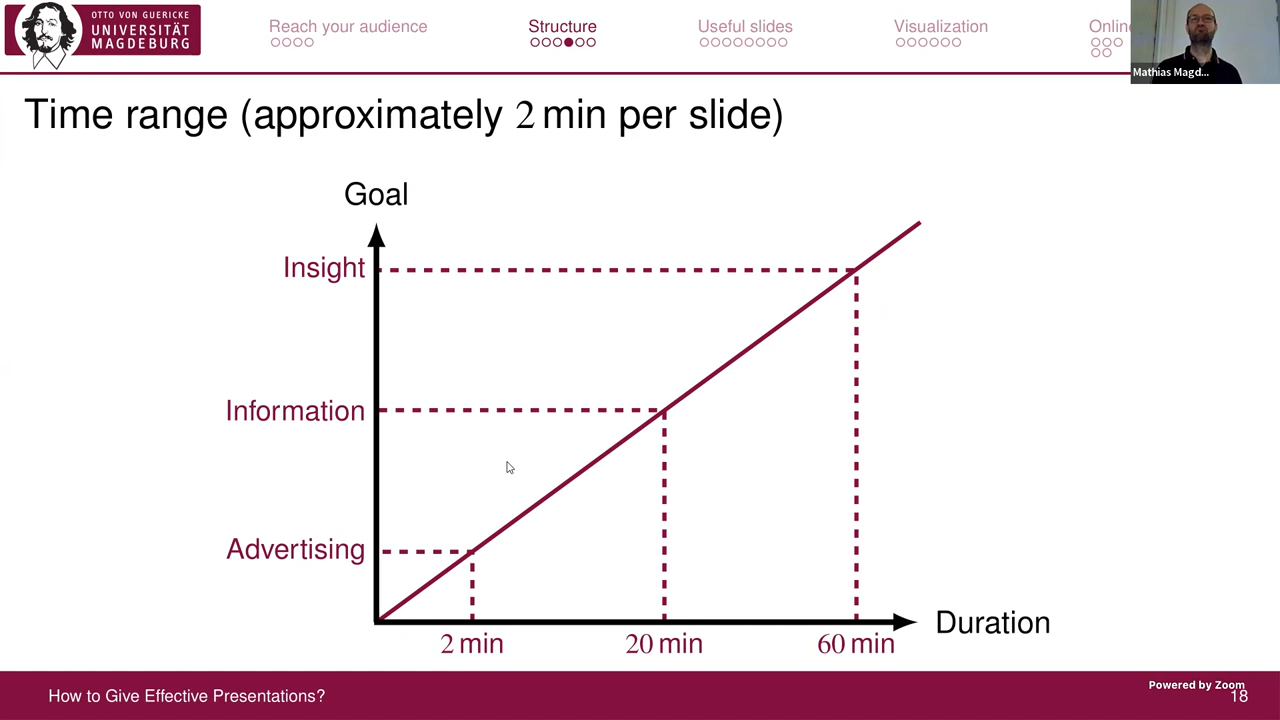 OTTO VON GUERICKE
UNIVERSITÄT
MAGDEBURG
Reach your audience
Structure
Useful slides
Visualization
Online
Mathias Magd...
Time range (approximately 2 min per slide)
Goal
Insight
Information
Advertising
2 min
20 min
60 min
Duration
How to Give Effective Presentations?
Powered by Zoom
18